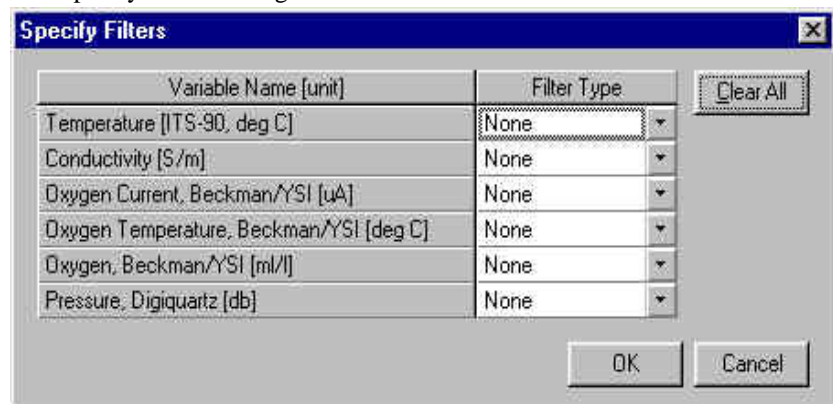 Specify Filters
Variable Name [unit] Filter Type Clear All
Temperature [ITS-90, deg C] None
Conductivity [S/m] None
Oxygen Current, Beckman/YSI [uA] None
Oxygen Temperature, Beckman/YSI [deg C] None
Oxygen, Beckman/YSI [ml/l] None
Pressure, Digiquartz [db] None
OK Cancel